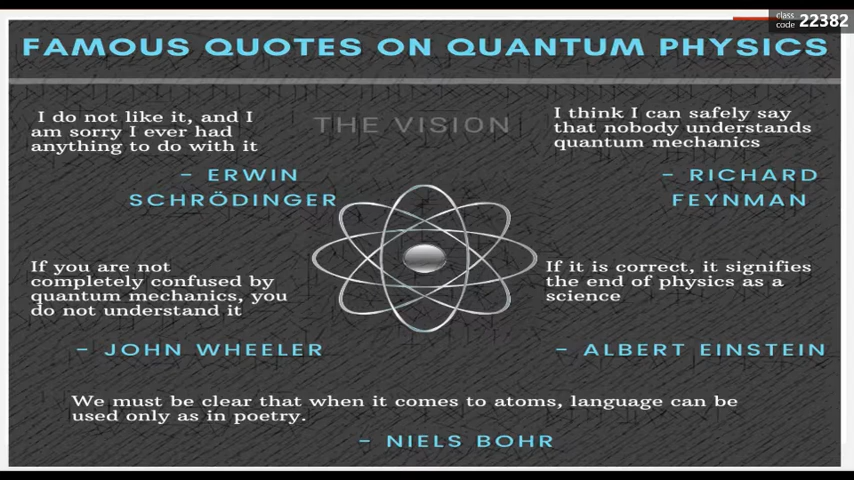 class
code 22382
FAMOUS QUOTES ON QUANTUM PHYSICS
THE VISION
I do not like it, and I
am sorry I ever had
anything to do with it
– ERWIN
SCHRÖDINGER
I think I can safely say
that nobody understands
quantum mechanics
– RICHARD
FEYNMAN
If you are not
completely confused by
quantum mechanics, you
do not understand it
– JOHN WHEELER
If it is correct, it signifies
the end of physics as a
science
– ALBERT EINSTEIN
We must be clear that when it comes to atoms, language can be
used only as in poetry.
– NIELS BOHR